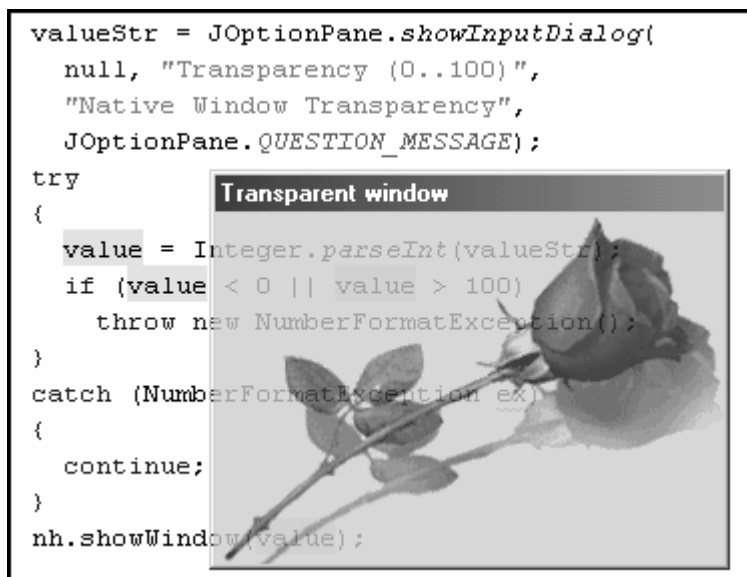 valueStr = JOptionPane.showInputDialog(
null, "Transparency (0..100)",
"Native Window Transparency",
JOptionPane.QUESTION_MESSAGE);
try
{
Transparent window
value = Integer.parseInt(valueStr);
if (value < 0 || value > 100)
throw new NumberFormatException();
}
catch (NumberFormatException ex)
{
continue;
}
nh.showWindow(value);